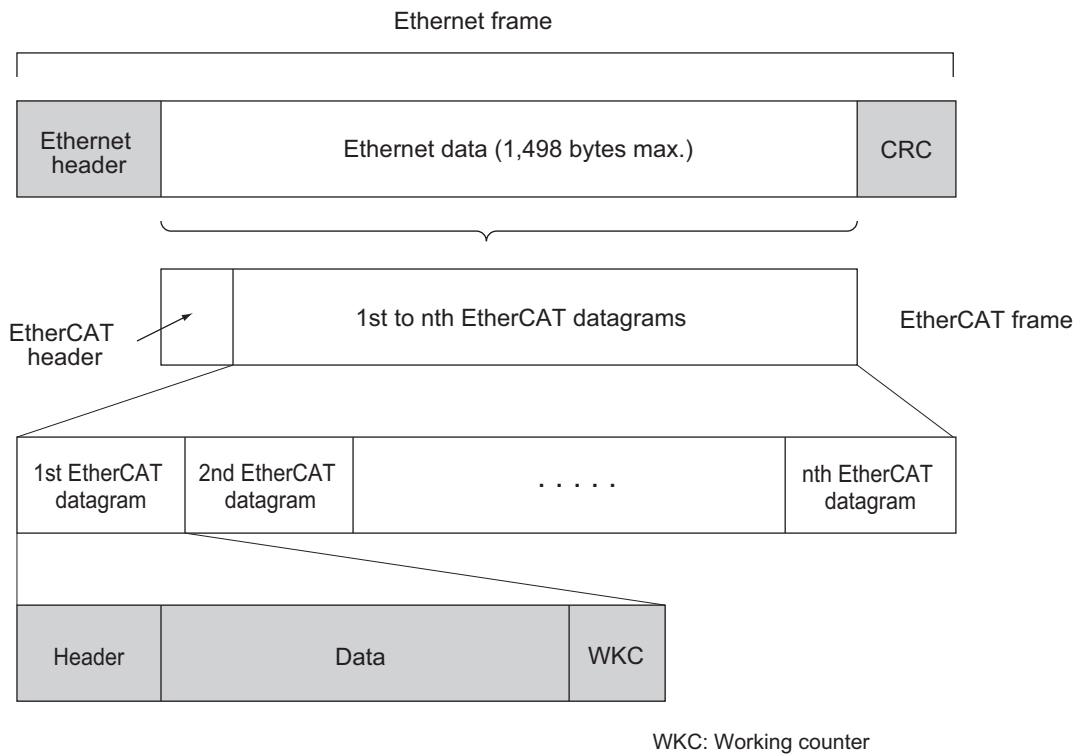 Ethernet frame
Ethernet
header
Ethernet data (1,498 bytes max.)
CRC
EtherCAT
header
1st to nth EtherCAT datagrams
EtherCAT frame
1st EtherCAT
datagram
2nd EtherCAT
datagram
. . . . .
nth EtherCAT
datagram
Header
Data
WKC
WKC: Working counter